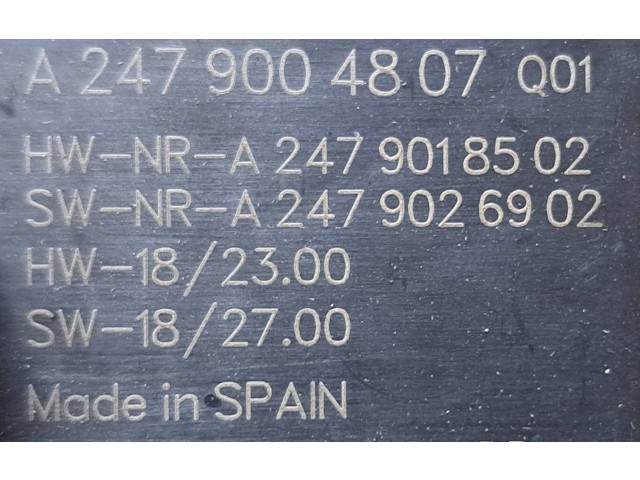 A 247 900 48 07 Q01
HW-NR-A 247 901 85 02
SW-NR-A 247 902 69 02
HW-18/23.00
SW-18/27.00
Made in SPAIN